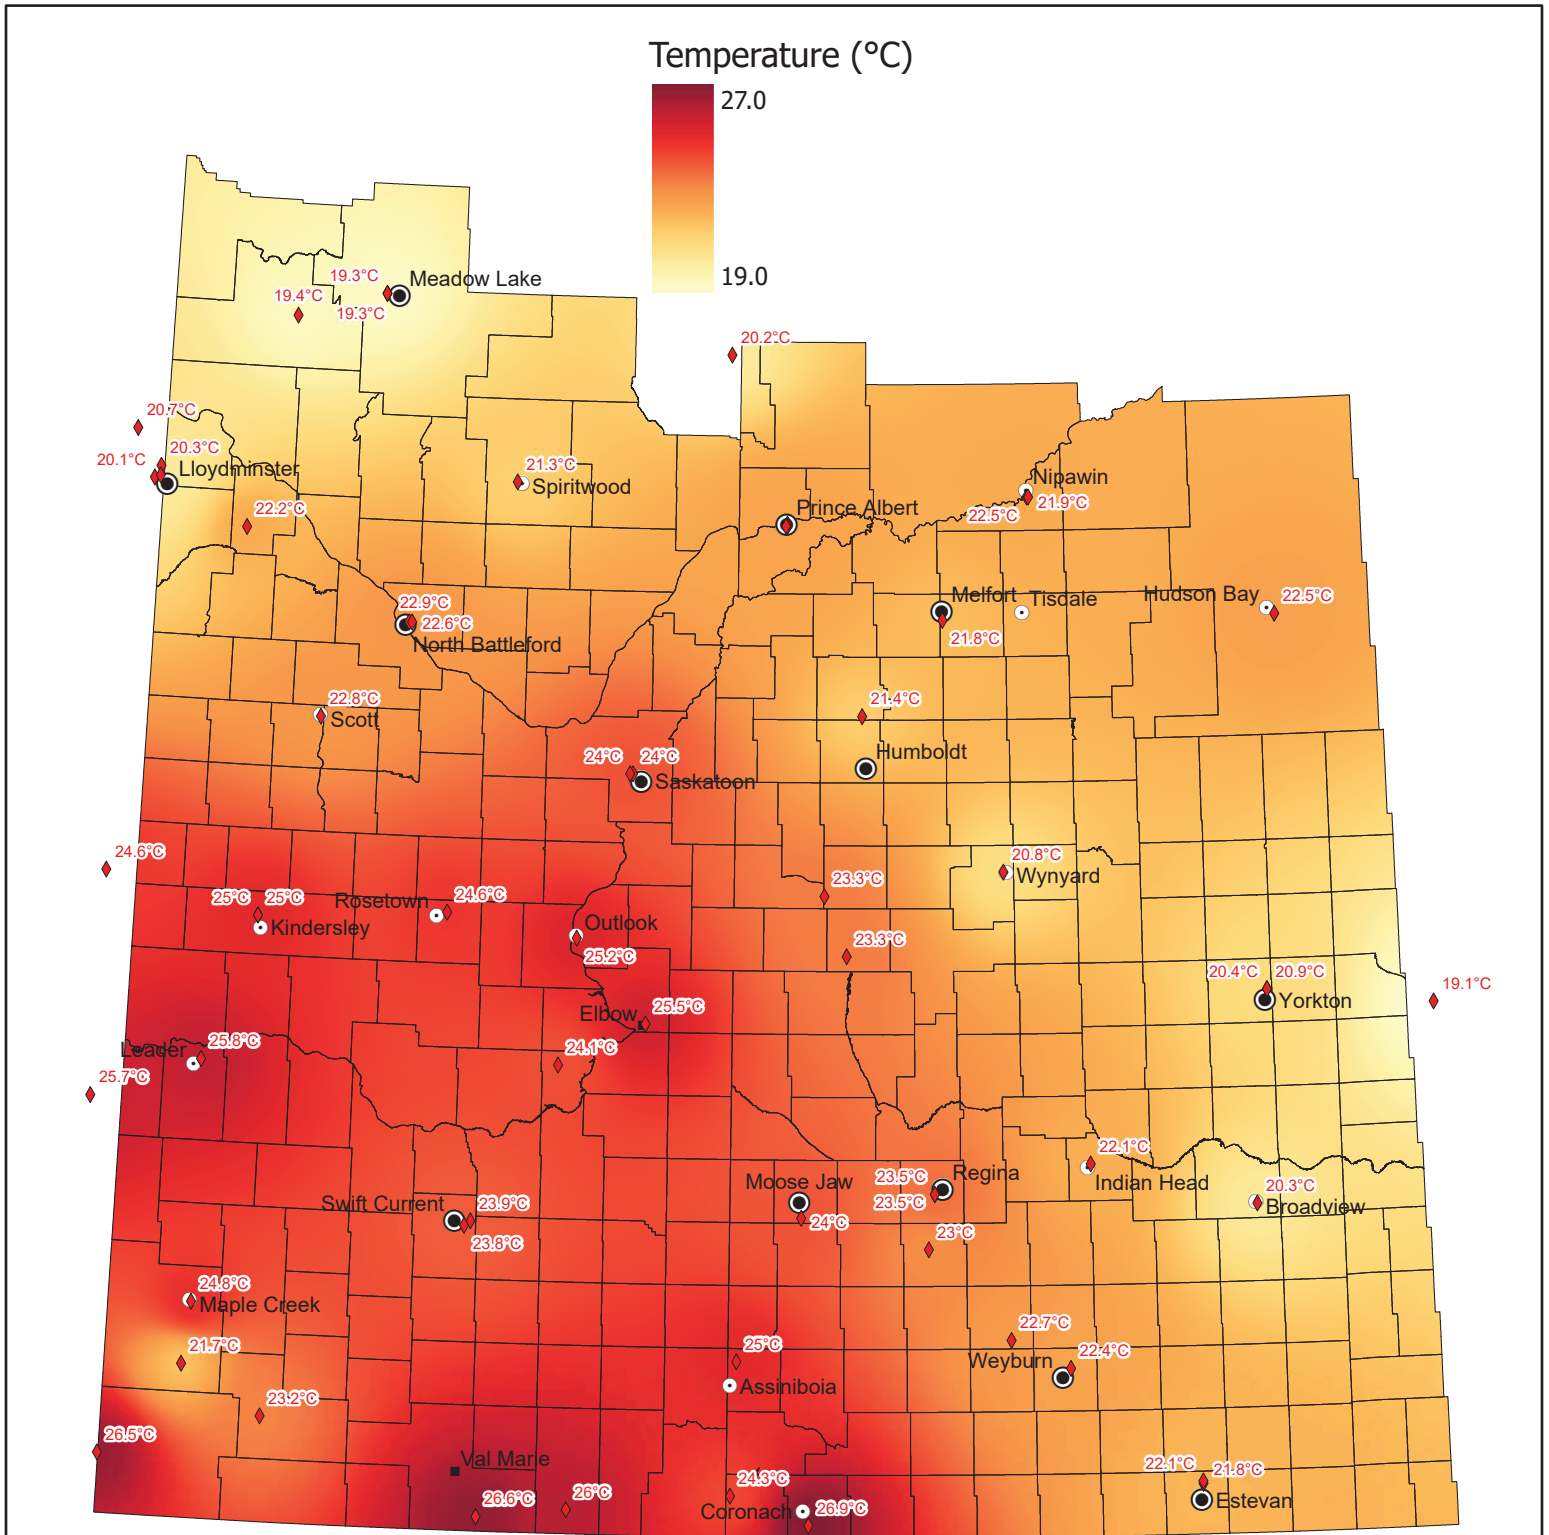 Temperature (°C)
27.0
19.0
19.3°C
Meadow Lake
19.4°C
19.3°C
20.2°C
20.7°C
20.3°C
20.1°C
Lloydminster
21.3°C
Spiritwood
Nipawin
21.9°C
22.5°C
22.2°C
Prince Albert
Melfort
Tisdale
Hudson Bay
22.5°C
22.9°C
22.6°C
North Battleford
21.8°C
22.8°C
Scott
21.4°C
Humboldt
24°C
24°C
Saskatoon
24.6°C
20.8°C
Wynyard
23.3°C
25°C
25°C
Kindersley
Rosetown
24.6°C
Outlook
25.2°C
23.3°C
20.4°C
20.9°C
Yorkton
19.1°C
Elbow
25.5°C
Leader
25.8°C
24.1°C
25.7°C
22.1°C
Indian Head
Moose Jaw
23.5°C
Regina
23.5°C
20.3°C
Broadview
Swift Current
23.9°C
23.8°C
24°C
23°C
24.8°C
Maple Creek
21.7°C
22.7°C
25°C
Weyburn
22.4°C
Assiniboia
23.2°C
26.5°C
Val Marie
22.1°C
21.8°C
24.3°C
Estevan
26.6°C
26°C
Coronach
26.9°C